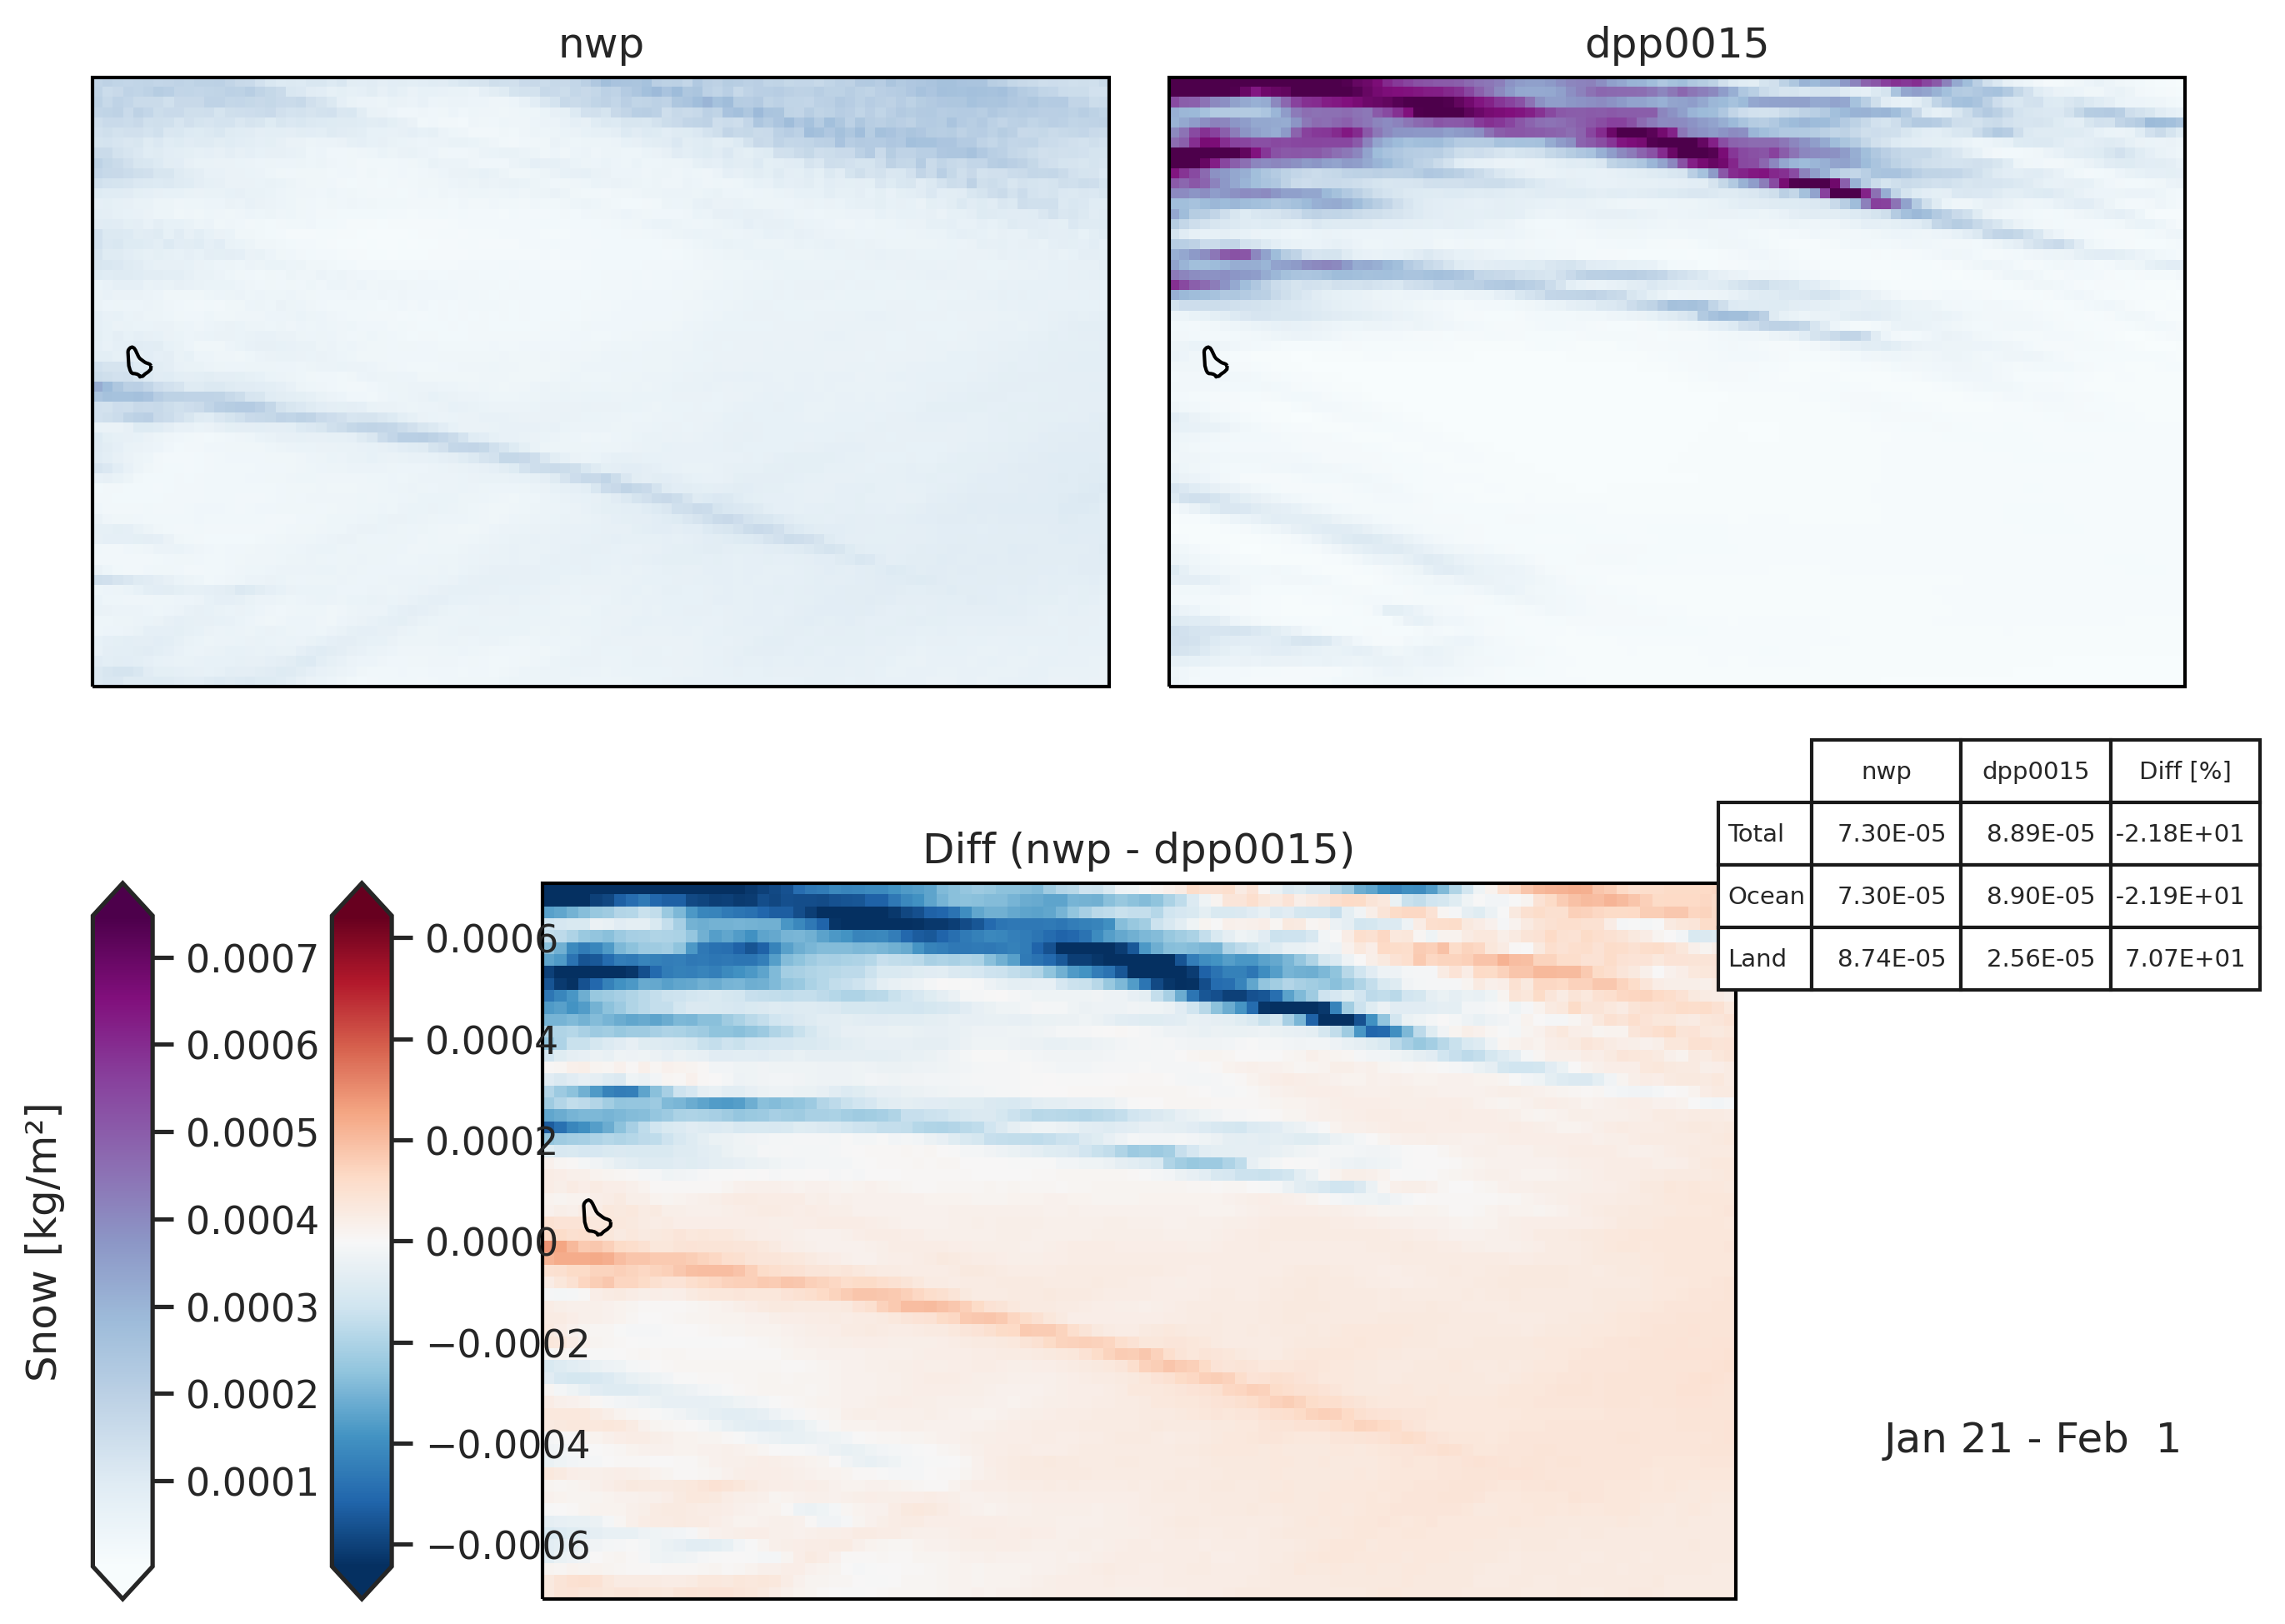 nwp
dpp0015
nwp dpp0015 Diff [%]
Total 7.30E-05 8.89E-05 -2.18E+01
Ocean 7.30E-05 8.90E-05 -2.19E+01
Land 8.74E-05 2.56E-05 7.07E+01
Diff (nwp - dpp0015)
Snow [kg/m²]
0.0007
0.0006
0.0005
0.0004
0.0003
0.0002
0.0001
0.0006
0.0004
0.0002
0.0000
−0.0002
−0.0004
−0.0006
Jan 21 - Feb  1